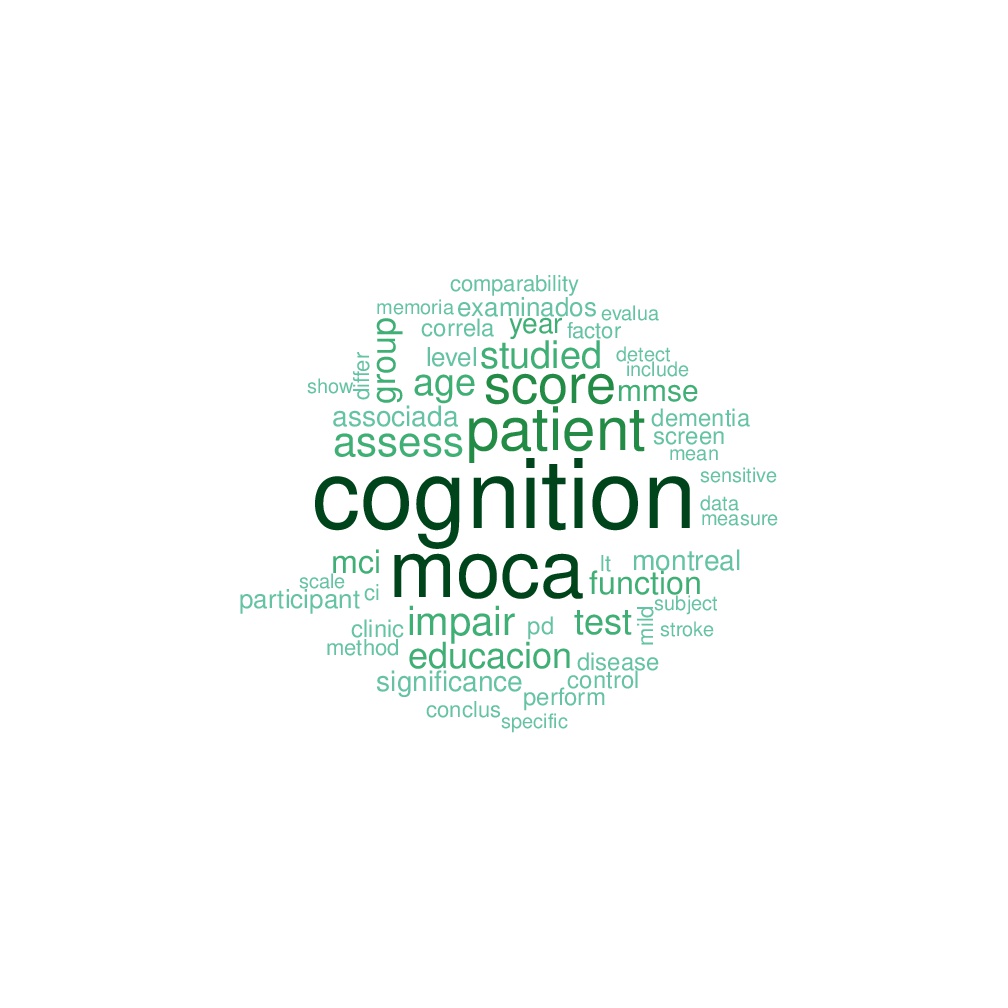 comparability
memoria examinados evalua
correla year factor
group level studied detect
differ include
show age score mmse
associada patient dementia
assess screen
mean
cognition sensitive
data
measure
mci moca lt montreal
scale function
participant ci subject
clinic impair pd test mild stroke
method educacion disease
significance control
perform
conclus specific